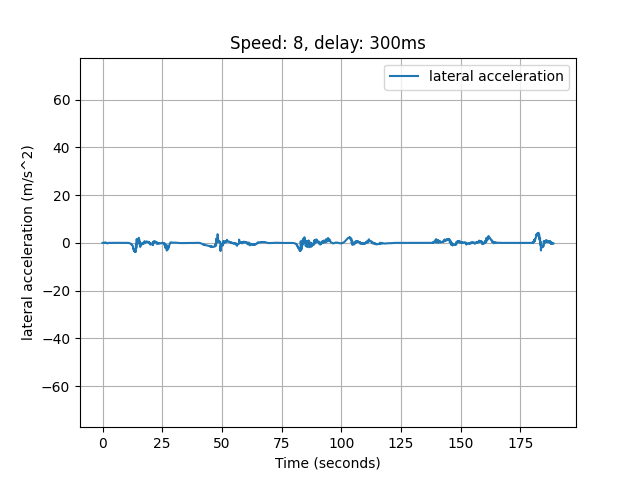 Speed: 8, delay: 300ms
lateral acceleration
60
40
20
0
−20
−40
−60
lateral acceleration (m/s^2)
0 25 50 75 100 125 150 175
Time (seconds)